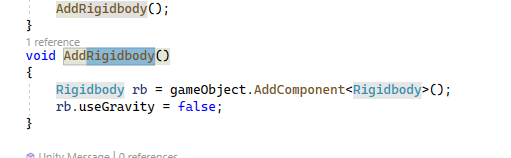 AddRigidbody();
}
1 reference
void AddRigidbody()
{
Rigidbody rb = gameObject.AddComponent<Rigidbody>();
rb.useGravity = false;
}
Unity Message | 0 references